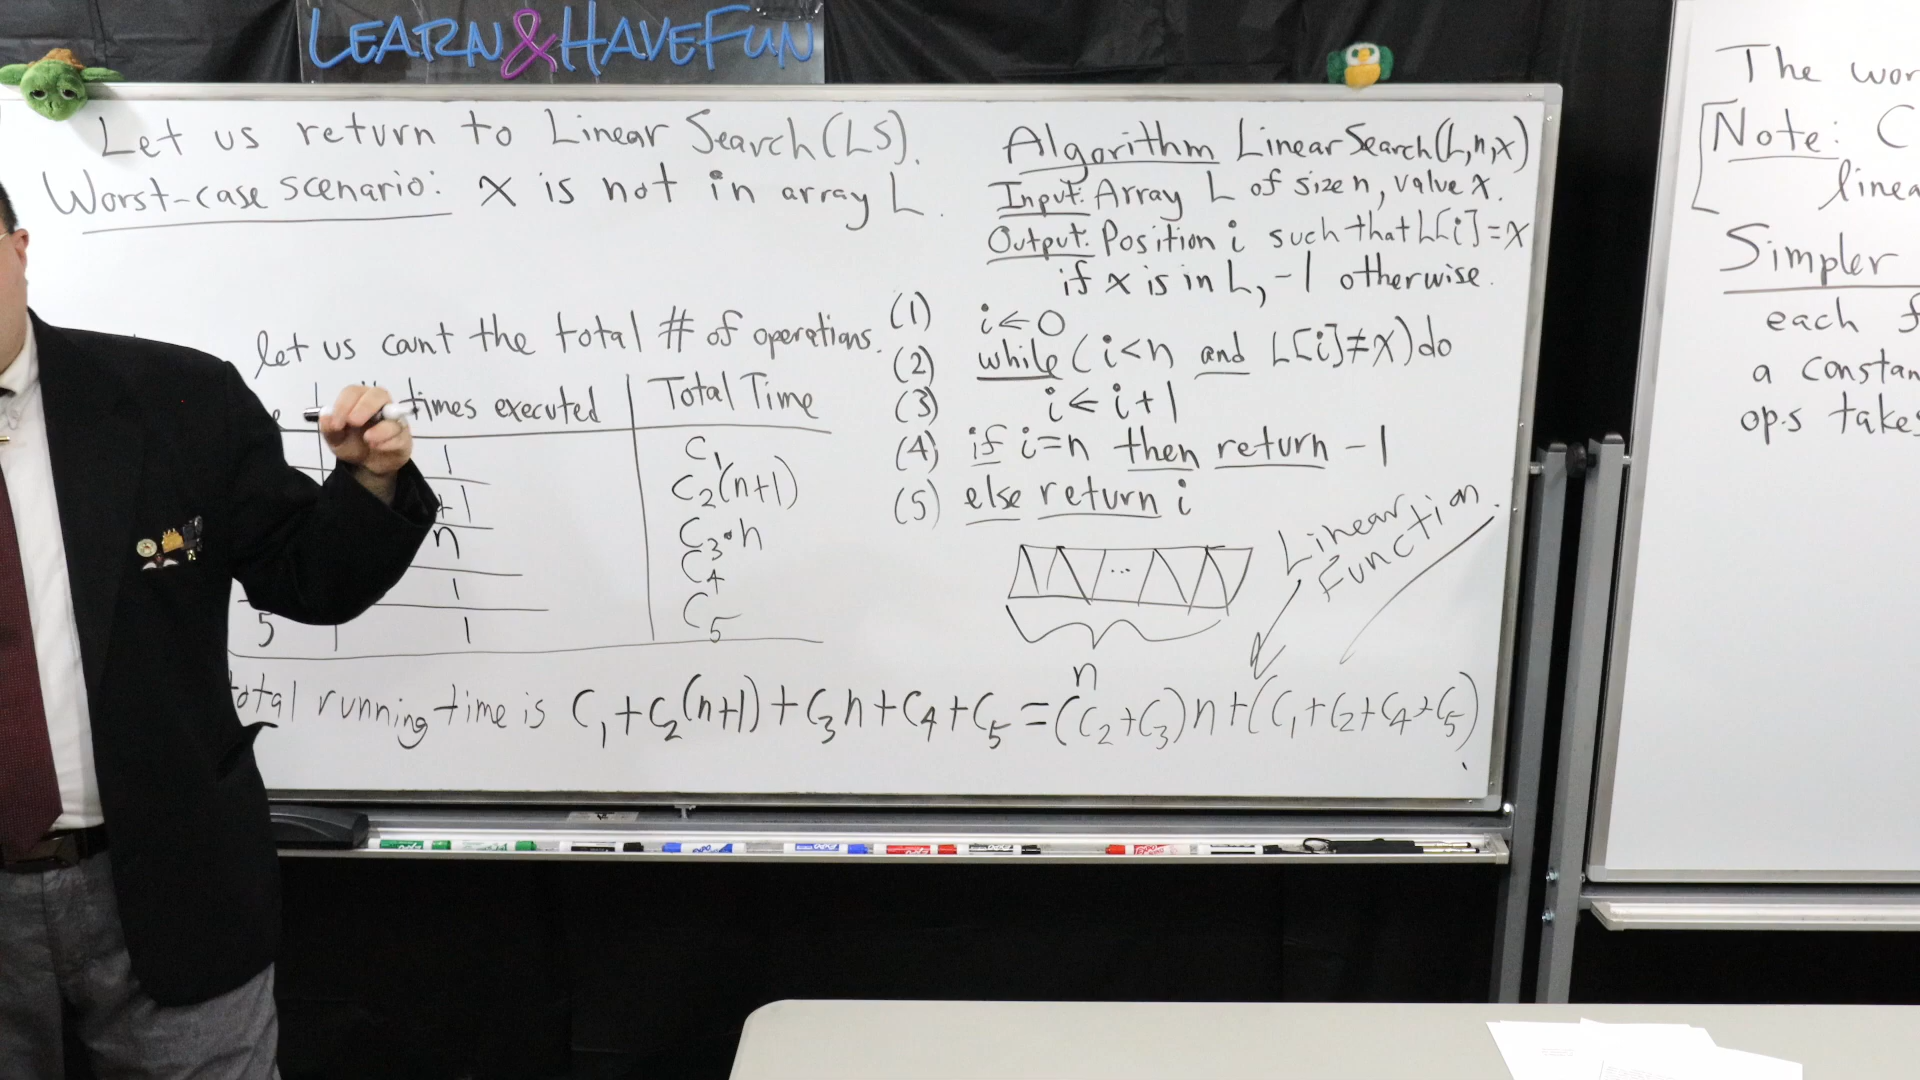 LEARN&HAVEFUN
Let us return to Linear Search (LS).
Worst-case scenario: x is not in array L.
let us count the total # of operations.
times executed | Total Time
1 | C₁
+1 | C₂(n+1)
n | C₃·n
1 | C₄
5 | 1 | C₅
total running time is C₁+C₂(n+1)+C₃n+C₄+C₅=(C₂+C₃)n+(C₁+C₂+C₄+C₅).
Algorithm LinearSearch(L,n,x)
Input: Array L of size n, value x.
Output: Position i such that L[i]=x
if x is in L, -1 otherwise.
(1) i←0
(2) while (i<n and L[i]≠x) do
(3) i←i+1
(4) if i=n then return -1
(5) else return i
...
n
Linear
Function.
The wor
Note: C
linea
Simpler
each f
a constan
ops takes